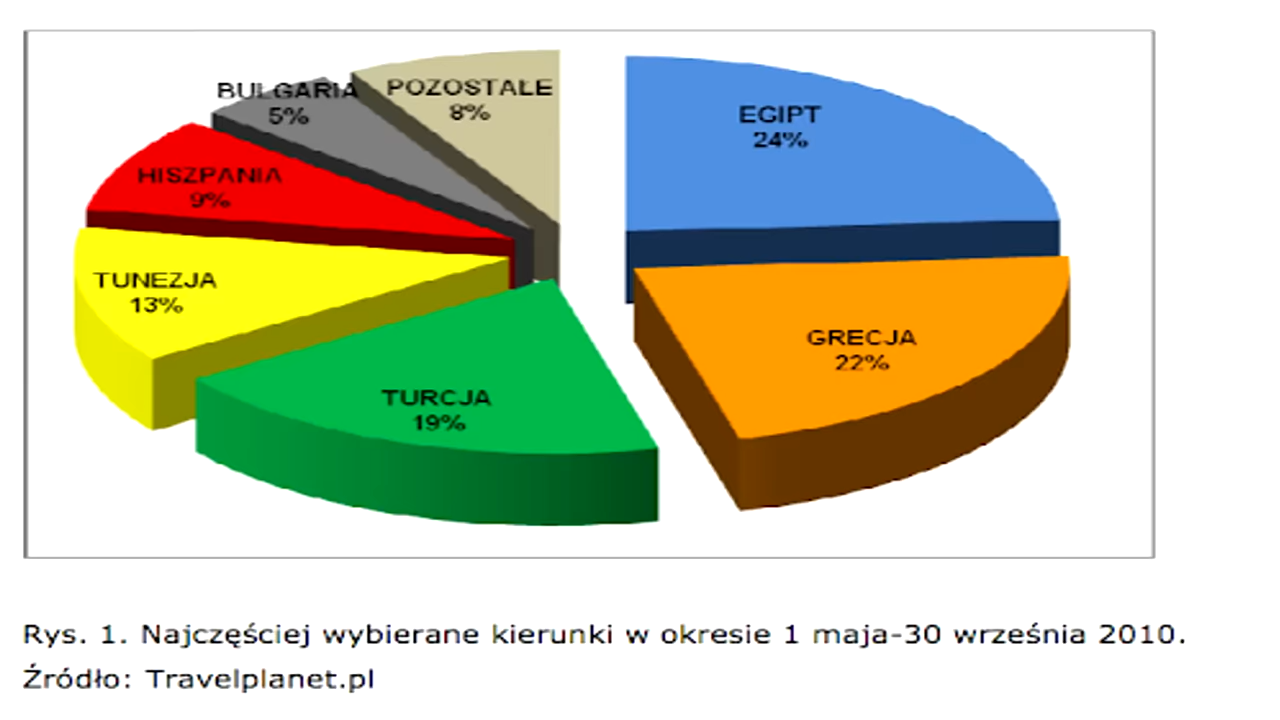 BULGARIA
5%
POZOSTAŁE
8%
EGIPT
24%
HISZPANIA
9%
TUNEZJA
13%
GRECJA
22%
TURCJA
19%
Rys. 1. Najczęściej wybierane kierunki w okresie 1 maja-30 września 2010.
Źródło: Travelplanet.pl